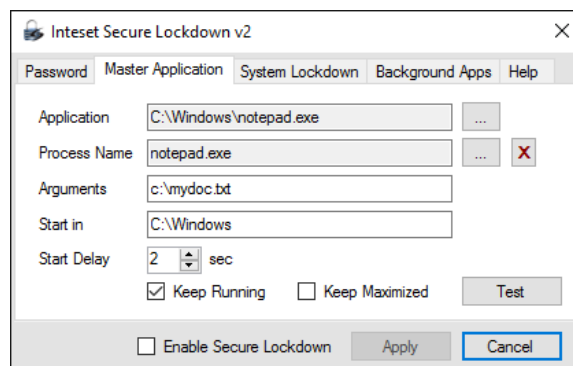 Inteset Secure Lockdown v2
Password Master Application System Lockdown Background Apps Help
Application C:\Windows\notepad.exe ...
Process Name notepad.exe ... X
Arguments c:\mydoc.txt
Start in C:\Windows
Start Delay 2 sec
Keep Running Keep Maximized Test
Enable Secure Lockdown Apply Cancel